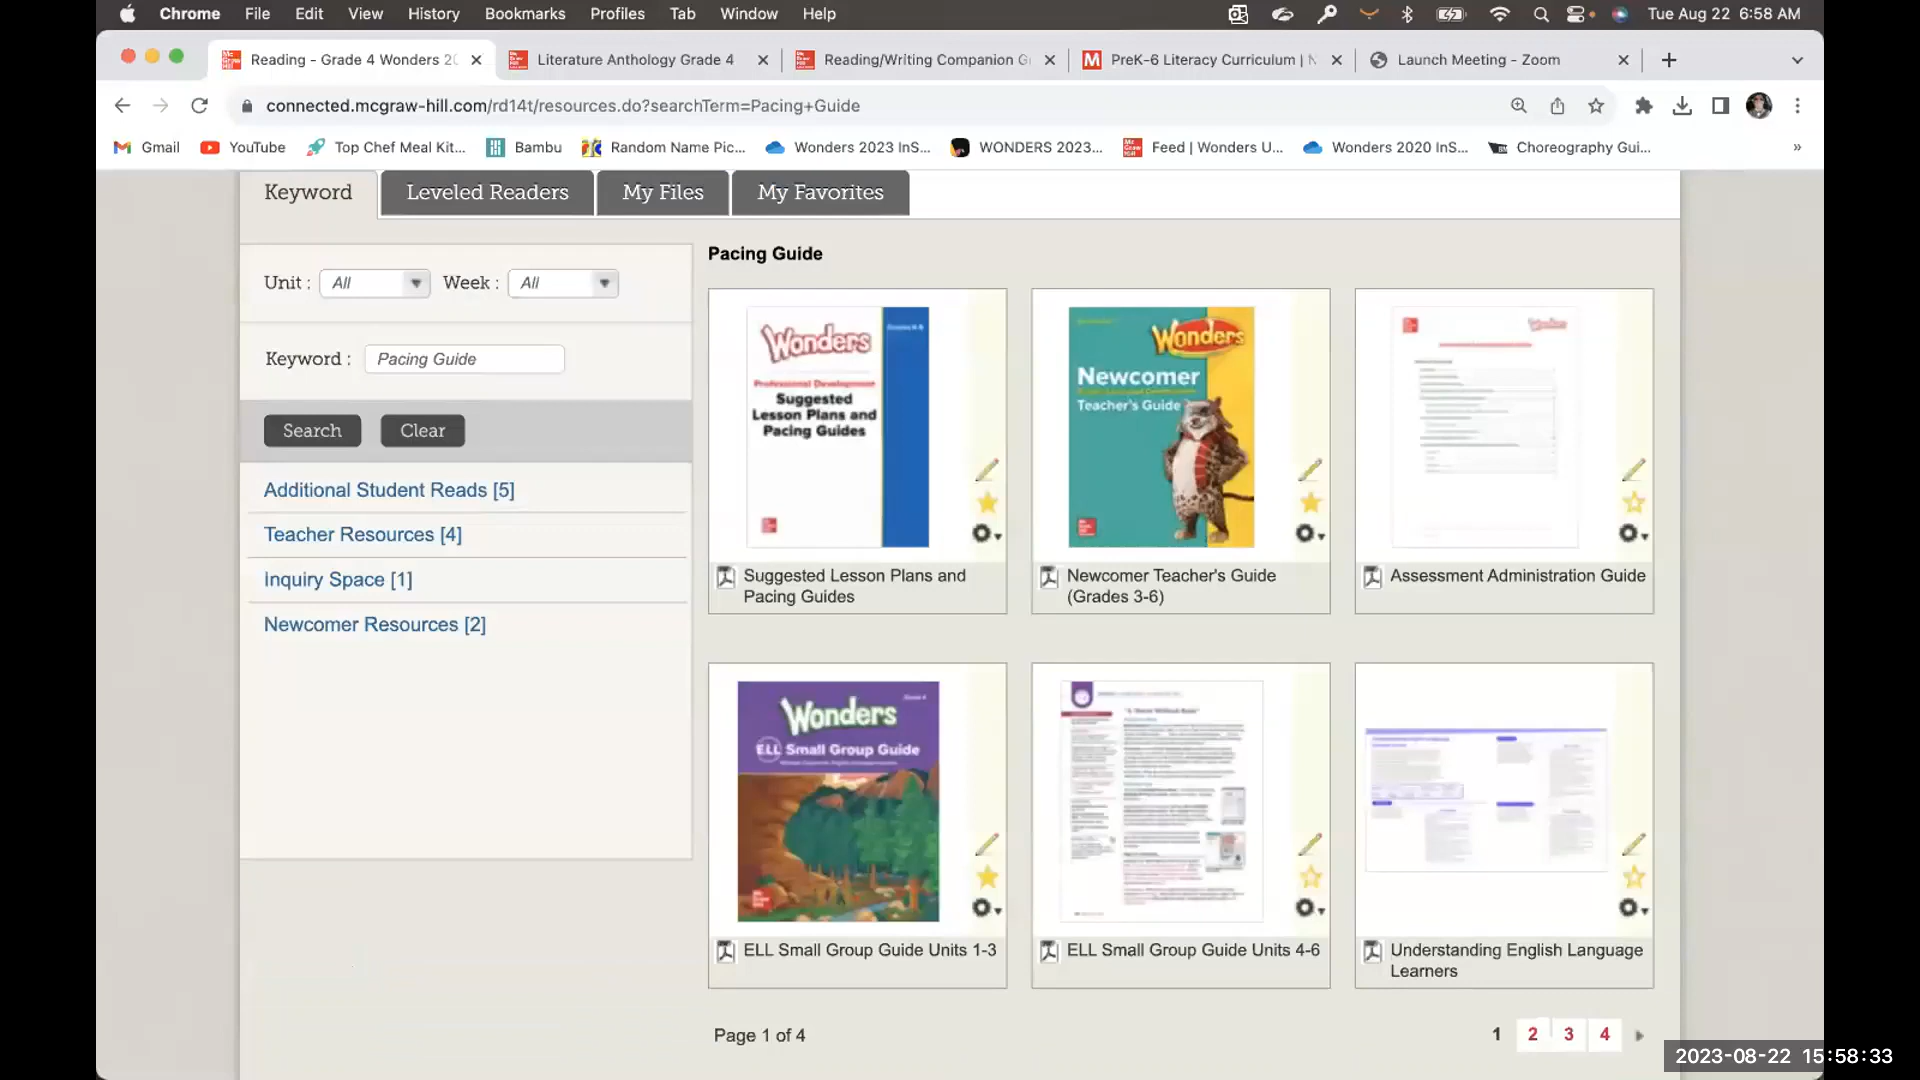 Chrome File Edit View History Bookmarks Profiles Tab Window Help Tue Aug 22 6:58 AM
Reading - Grade 4 Wonders 20 Literature Anthology Grade 4 Reading/Writing Companion G PreK-6 Literacy Curriculum | Launch Meeting - Zoom
connected.mcgraw-hill.com/rd14t/resources.do?searchTerm=Pacing+Guide
Gmail YouTube Top Chef Meal Kit... Bambu Random Name Pic... Wonders 2023 InS... WONDERS 2023... Feed | Wonders U... Wonders 2020 InS... Choreography Gui... »
Keyword Leveled Readers My Files My Favorites
Unit : All Week : All
Keyword : Pacing Guide
Search Clear
Additional Student Reads [5]
Teacher Resources [4]
Inquiry Space [1]
Newcomer Resources [2]
Pacing Guide
Wonders
Professional Development
Suggested
Lesson Plans and
Pacing Guides
Suggested Lesson Plans and
Pacing Guides
Wonders
Newcomer
Teacher's Guide
Newcomer Teacher's Guide
(Grades 3-6)
Wonders
Assessment Administration Guide
Wonders
ELL Small Group Guide
ELL Small Group Guide Units 1-3
ELL Small Group Guide Units 4-6
Understanding English Language
Learners
Page 1 of 4
1 2 3 4
2023-08-22 15:58:33